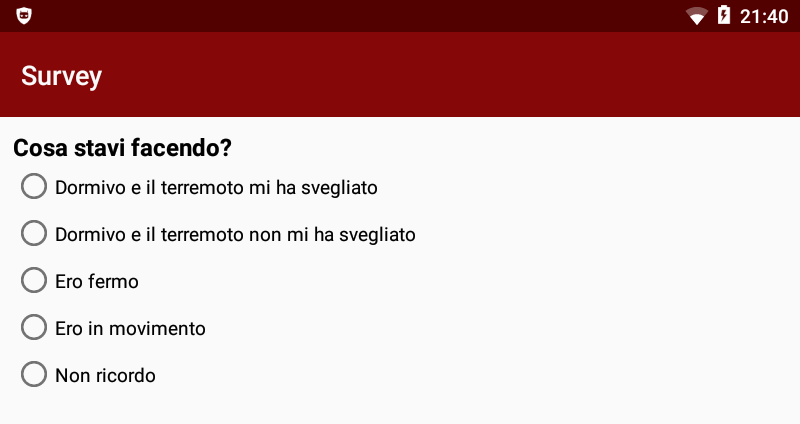 21:40
Survey
Cosa stavi facendo?
Dormivo e il terremoto mi ha svegliato
Dormivo e il terremoto non mi ha svegliato
Ero fermo
Ero in movimento
Non ricordo